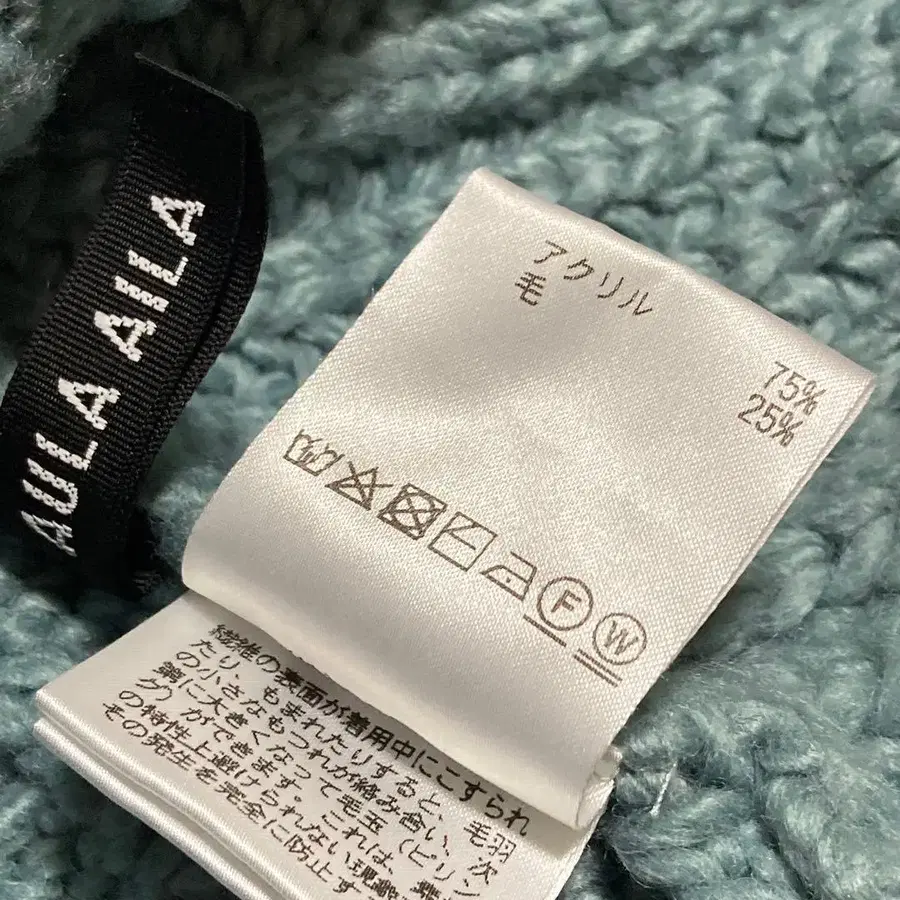 AULA AILA
アクリル 75%
毛 25%
F
W
繊維の表面が着用中にこすられ
たり、もまれたりすると、毛羽
の小さなもつれが絡み合い、次
に大きくなって毛玉（ピリン
グ）ができます。これは、
の特性上避けられない現象
その発生を完全に防止す